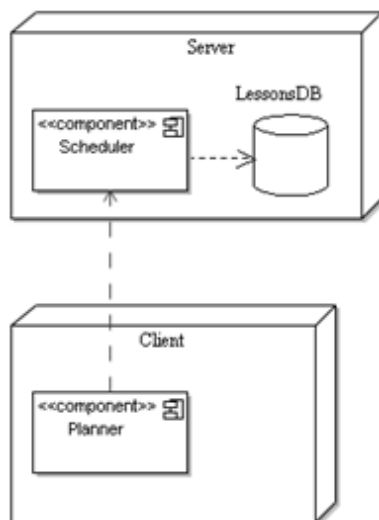 Server
LessonsDB
<<component>>
Scheduler
Client
<<component>>
Planner